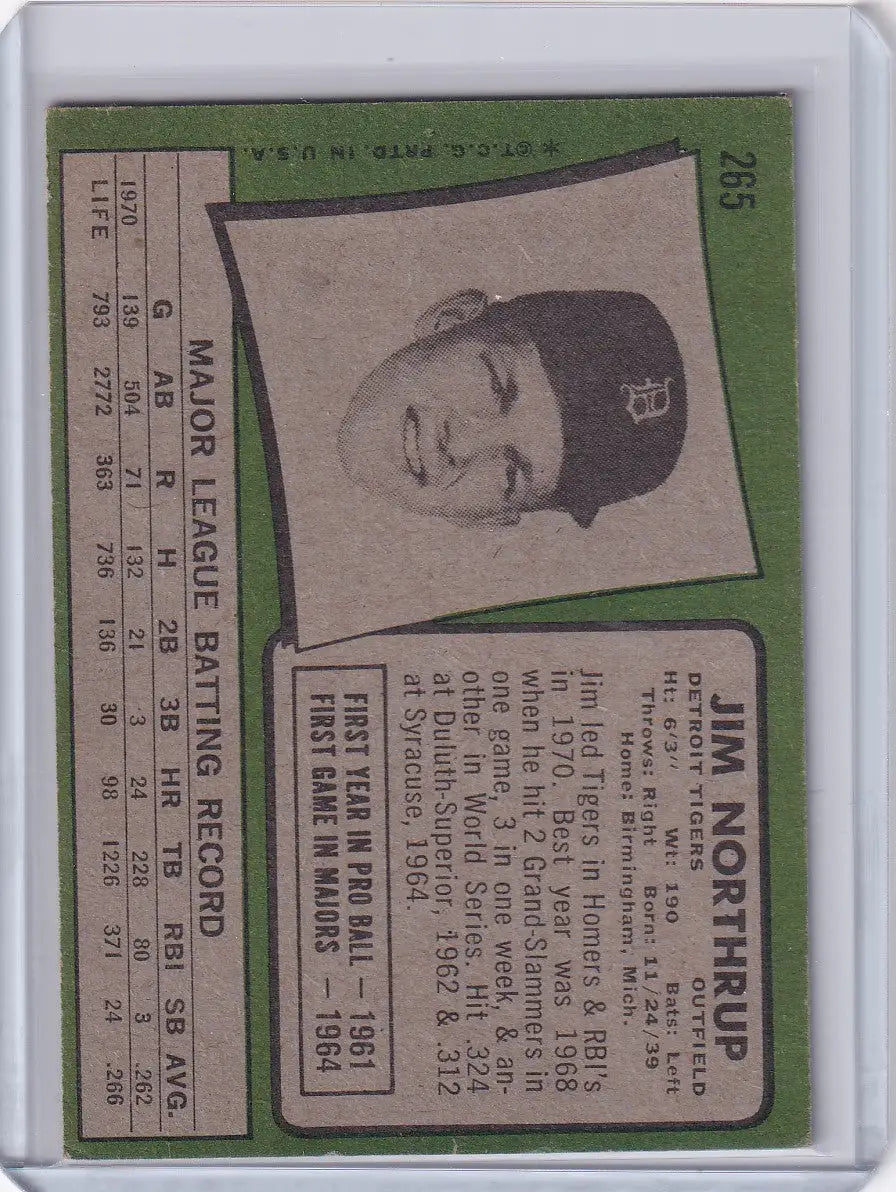 265
*©T.C.G. PRTD. IN U.S.A.
D
JIM NORTHRUP
DETROIT TIGERS OUTFIELD
Ht: 6'3" Wt: 190 Bats: Left
Throws: Right Born: 11/24/39
Home: Birmingham, Mich.
Jim led Tigers in Homers & RBI's
in 1970. Best year was 1968
when he hit 2 Grand-Slammers in
one game, 3 in one week, & an-
other in World Series. Hit .324
at Duluth-Superior, 1962 & .312
at Syracuse, 1964.
FIRST YEAR IN PRO BALL — 1961
FIRST GAME IN MAJORS — 1964
MAJOR LEAGUE BATTING RECORD
G AB R H 2B 3B HR TB RBI SB AVG.
1970 139 504 71 132 21 3 24 228 80 3 .262
LIFE 793 2772 363 736 136 30 98 1226 371 24 .266